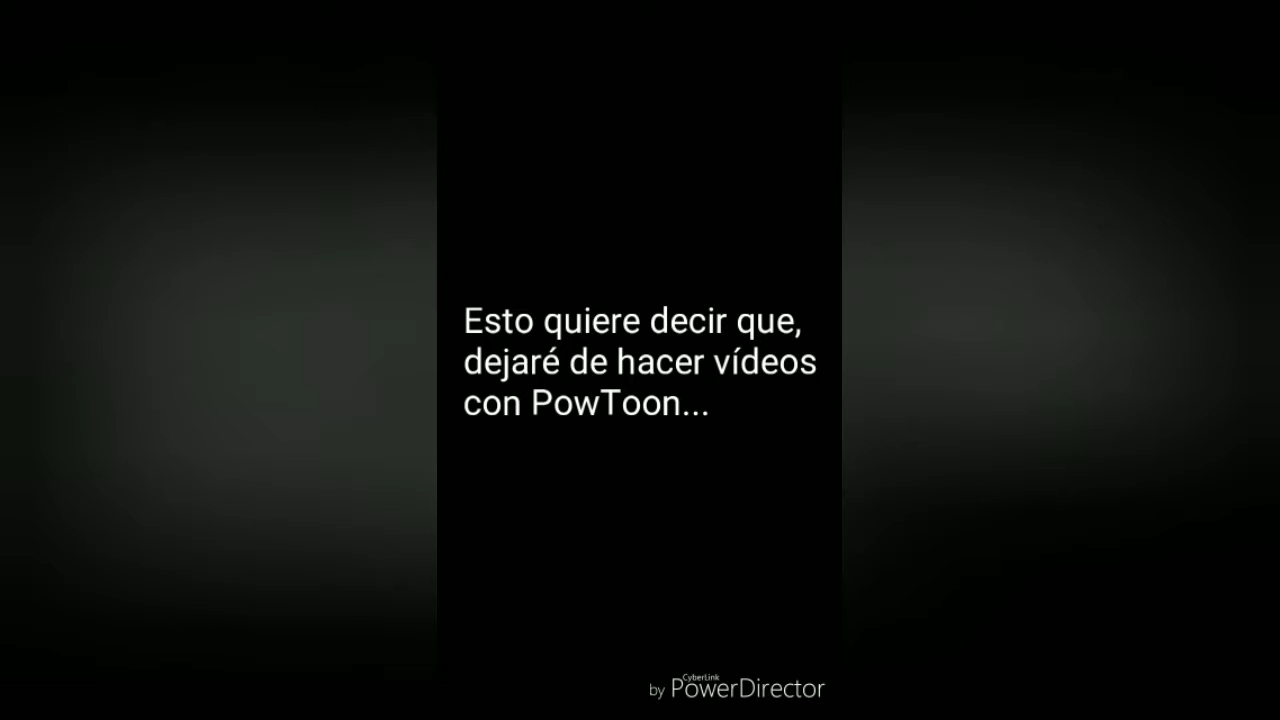 Esto quiere decir que,
dejaré de hacer vídeos
con PowToon...
CyberLink
by PowerDirector